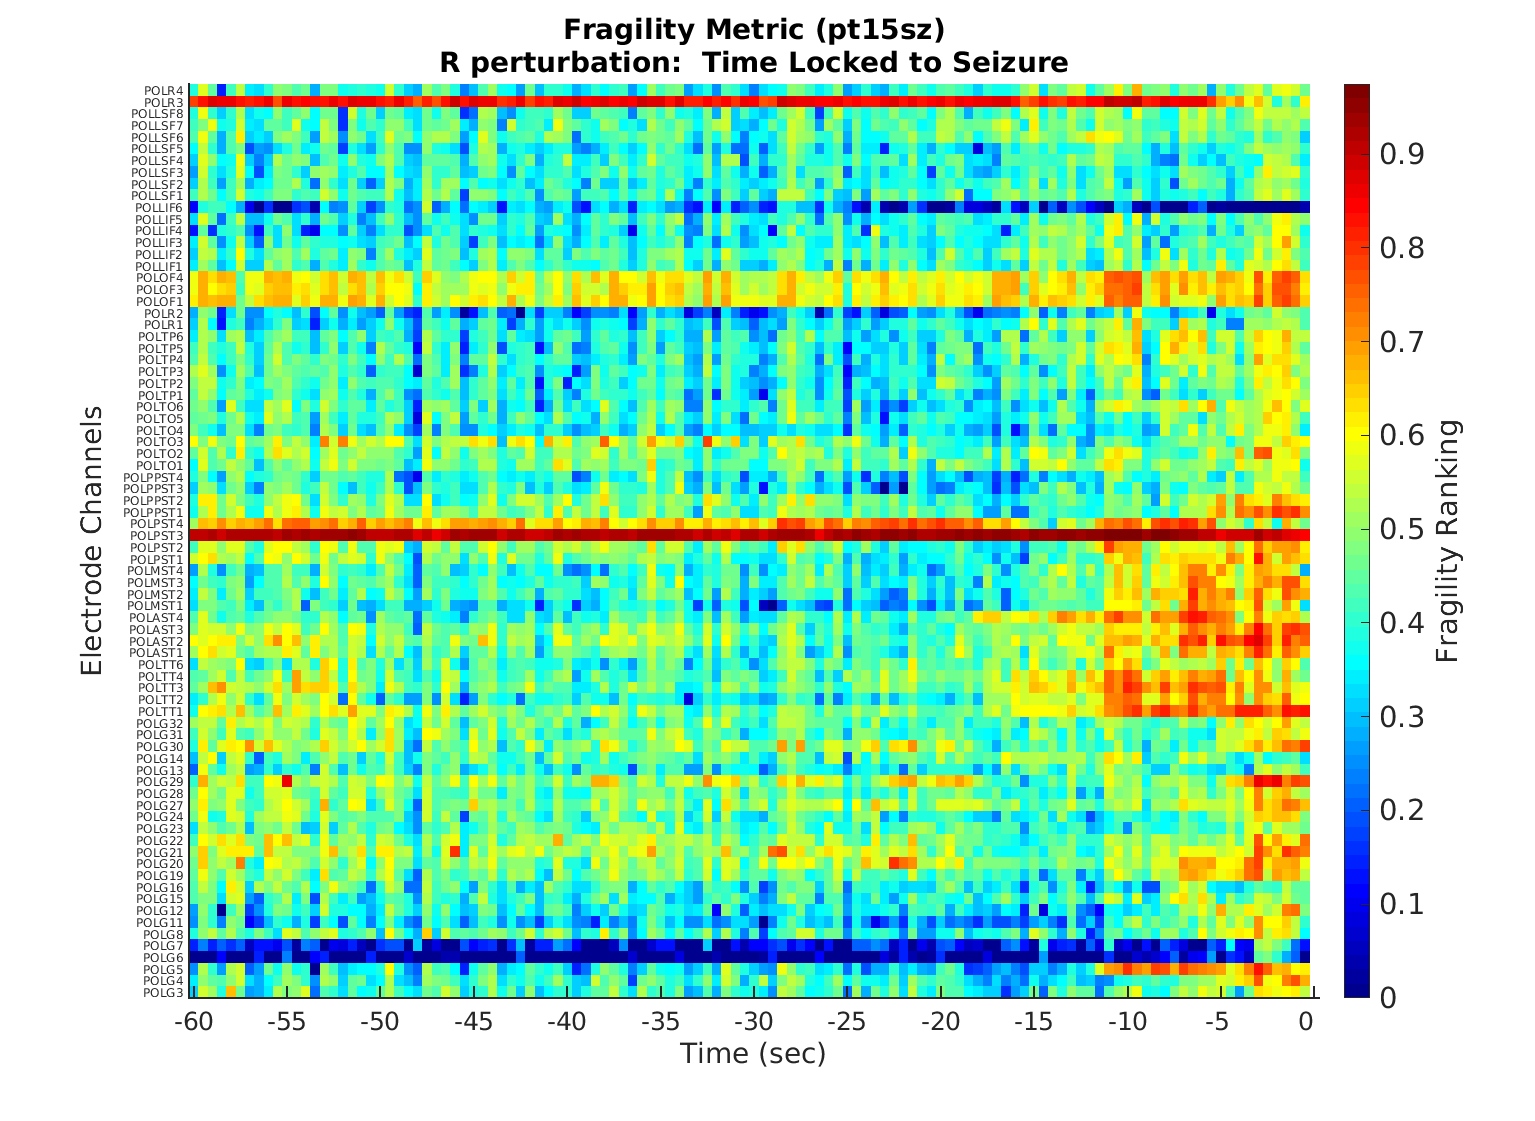 Fragility Metric (pt15sz)
R perturbation:  Time Locked to Seizure
POLR4
POLR3
POLLSF8
POLLSF7
POLLSF6
POLLSF5
POLLSF4
POLLSF3
POLLSF2
POLLSF1
POLLIF6
POLLIF5
POLLIF4
POLLIF3
POLLIF2
POLLIF1
POLOF4
POLOF3
POLOF1
POLR2
POLR1
POLTP6
POLTP5
POLTP4
POLTP3
POLTP2
POLTP1
POLTO6
POLTO5
POLTO4
POLTO3
POLTO2
POLTO1
POLPPST4
POLPPST3
POLPPST2
POLPPST1
POLPST4
POLPST3
POLPST2
POLPST1
POLMST4
POLMST3
POLMST2
POLMST1
POLAST4
POLAST3
POLAST2
POLAST1
POLTT6
POLTT4
POLTT3
POLTT2
POLTT1
POLG32
POLG31
POLG30
POLG14
POLG13
POLG29
POLG28
POLG27
POLG24
POLG23
POLG22
POLG21
POLG20
POLG19
POLG16
POLG15
POLG12
POLG11
POLG8
POLG7
POLG6
POLG5
POLG4
POLG3
Electrode Channels
-60 -55 -50 -45 -40 -35 -30 -25 -20 -15 -10 -5 0
Time (sec)
0.9
0.8
0.7
0.6
0.5
0.4
0.3
0.2
0.1
0
Fragility Ranking